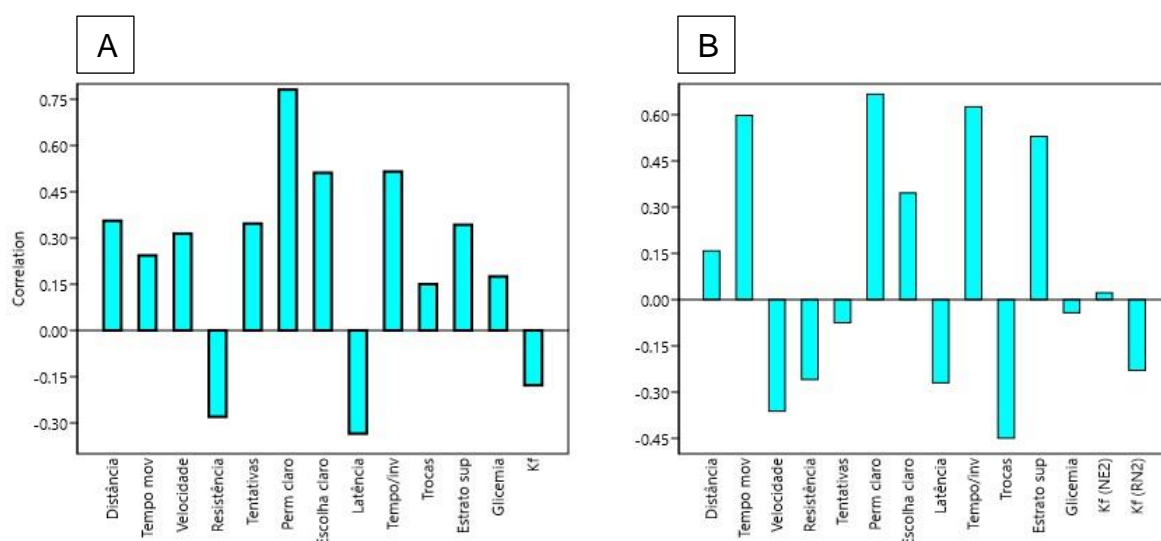 A
B
0.75
0.60
0.45
0.30
0.15
0.00
-0.15
-0.30
Correlation
Distância
Tempo mov
Velocidade
Resistência
Tentativas
Perm claro
Escolha claro
Latência
Tempo/inv
Trocas
Estrato sup
Glicemia
Kf
0.60
0.45
0.30
0.15
0.00
-0.15
-0.30
-0.45
Distância
Tempo mov
Velocidade
Resistência
Tentativas
Perm claro
Escolha claro
Latência
Tempo/inv
Trocas
Estrato sup
Glicemia
Kf (NE2)
Kf (RN2)